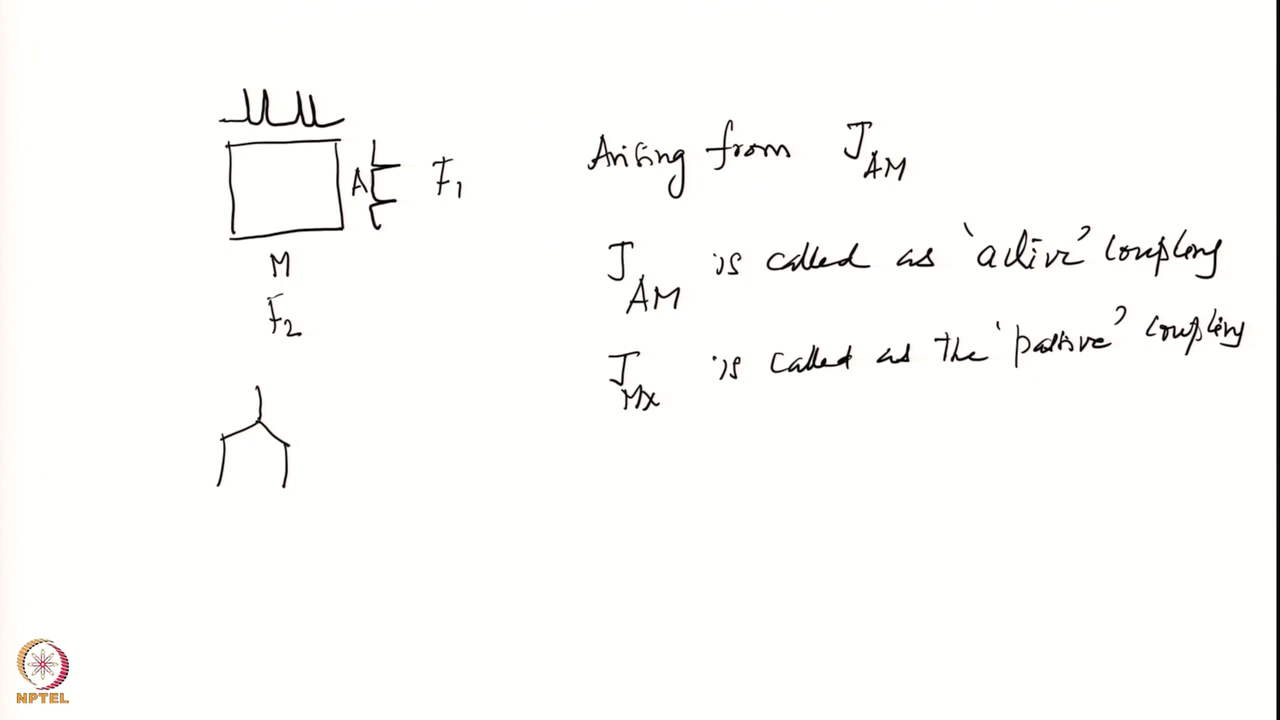 Arising from J_AM
A F₁
J_AM is called as 'active' coupling
M
F₂
J_MX is called as the 'passive' coupling
NPTEL